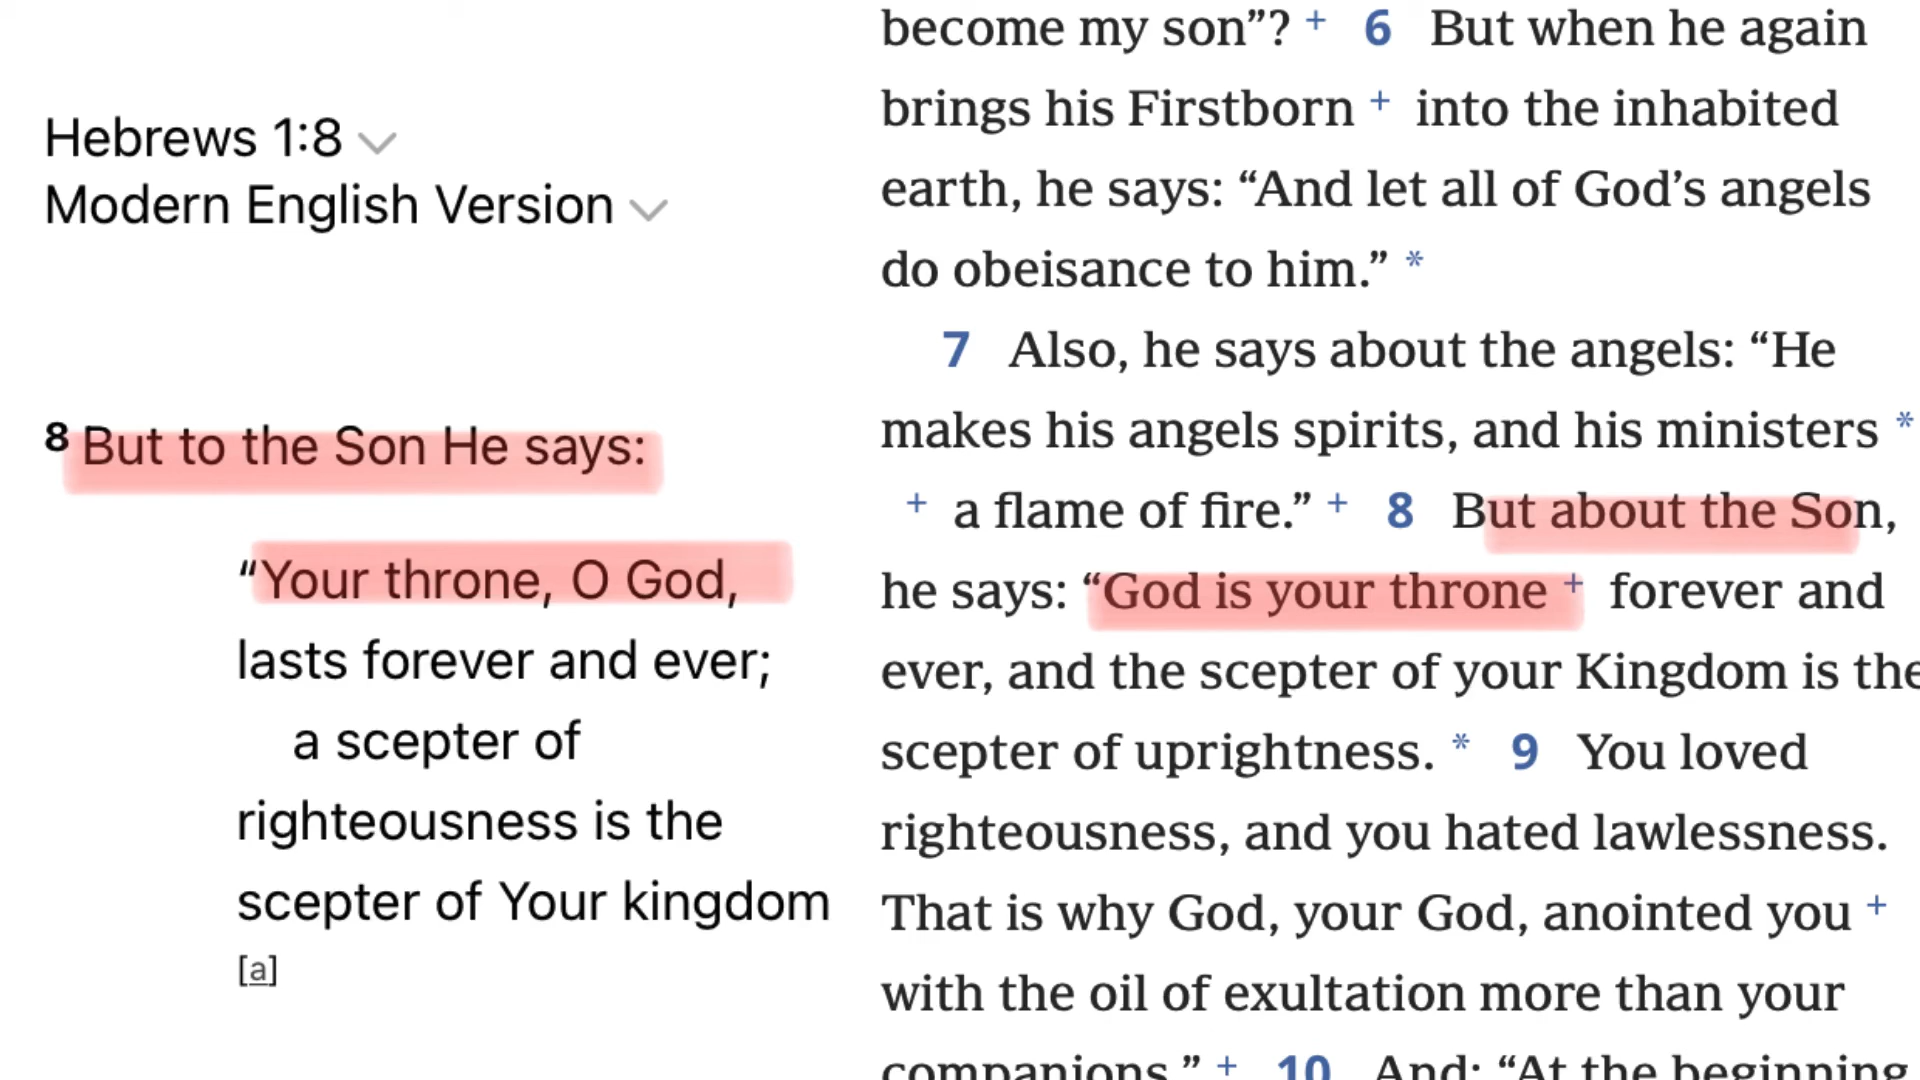 Hebrews 1:8
Modern English Version
8 But to the Son He says:
“Your throne, O God,
lasts forever and ever;
a scepter of
righteousness is the
scepter of Your kingdom
[a]
become my son”? + 6 But when he again
brings his Firstborn + into the inhabited
earth, he says: “And let all of God’s angels
do obeisance to him.” *
7 Also, he says about the angels: “He
makes his angels spirits, and his ministers *
+ a flame of fire.” + 8 But about the Son,
he says: “God is your throne + forever and
ever, and the scepter of your Kingdom is the
scepter of uprightness. * 9 You loved
righteousness, and you hated lawlessness.
That is why God, your God, anointed you +
with the oil of exultation more than your
companions.” + 10 And: “At the beginning